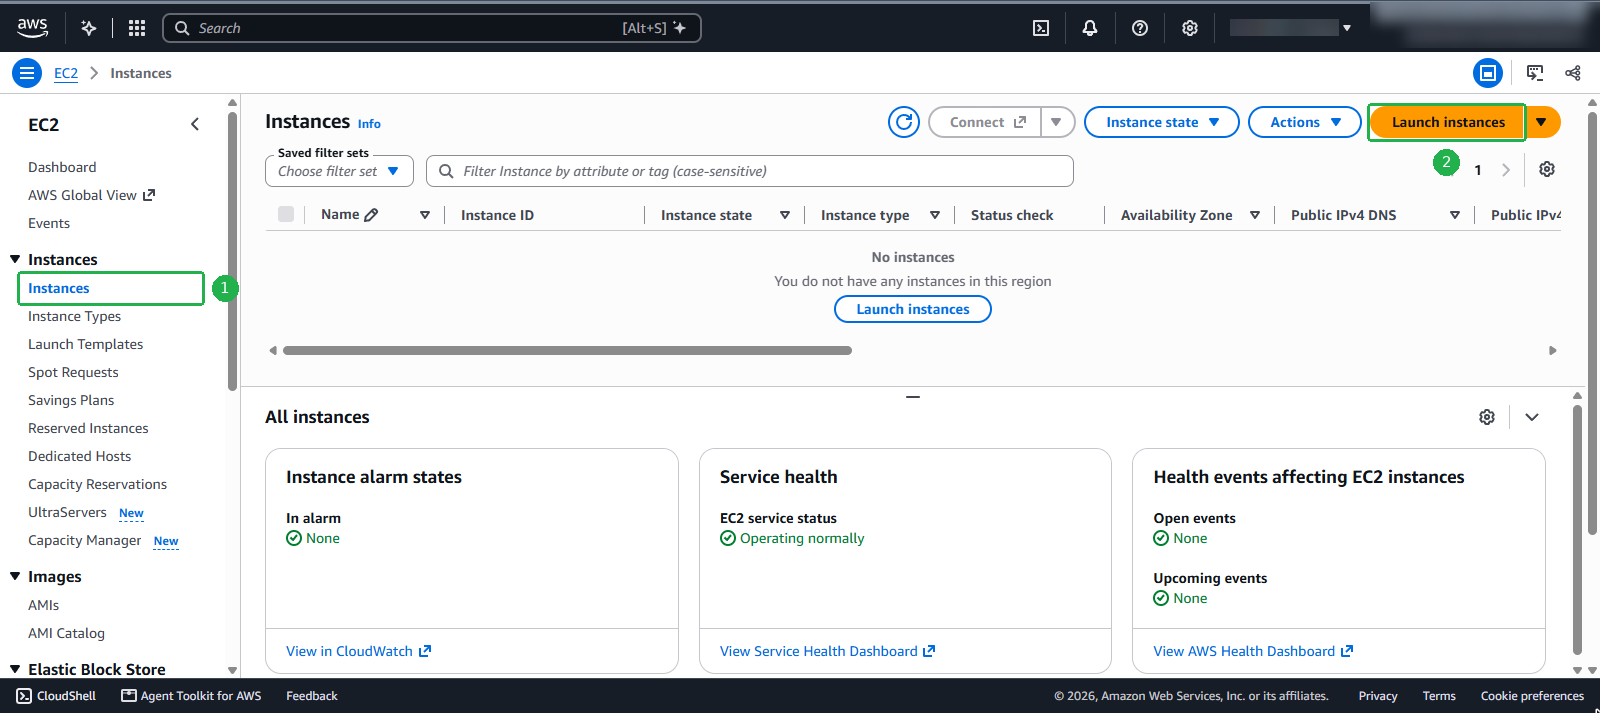 aws
Search [Alt+S]
EC2 > Instances
EC2
Dashboard
AWS Global View
Events
Instances
Instances 1
Instance Types
Launch Templates
Spot Requests
Savings Plans
Reserved Instances
Dedicated Hosts
Capacity Reservations
UltraServers New
Capacity Manager New
Images
AMIs
AMI Catalog
Elastic Block Store
Instances Info
Connect Instance state Actions Launch instances
2
Saved filter sets
Choose filter set
Filter Instance by attribute or tag (case-sensitive)
1
Name Instance ID Instance state Instance type Status check Availability Zone Public IPv4 DNS Public IPv4
No instances
You do not have any instances in this region
Launch instances
All instances
Instance alarm states
In alarm
None
View in CloudWatch
Service health
EC2 service status
Operating normally
View Service Health Dashboard
Health events affecting EC2 instances
Open events
None
Upcoming events
None
View AWS Health Dashboard
CloudShell Agent Toolkit for AWS Feedback © 2026, Amazon Web Services, Inc. or its affiliates. Privacy Terms Cookie preferences